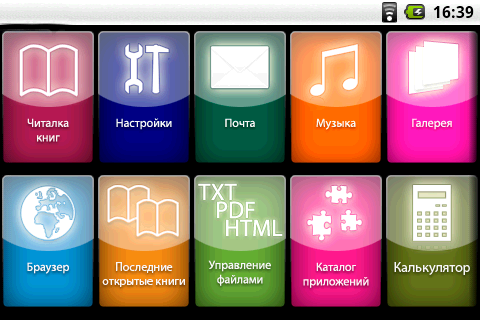 16:39
Читалка
книг
Настройки
Почта
Музыка
Галерея
TXT
PDF
HTML
Браузер
Последние
открытые книги
Управление
файлами
Каталог
приложений
Калькулятор